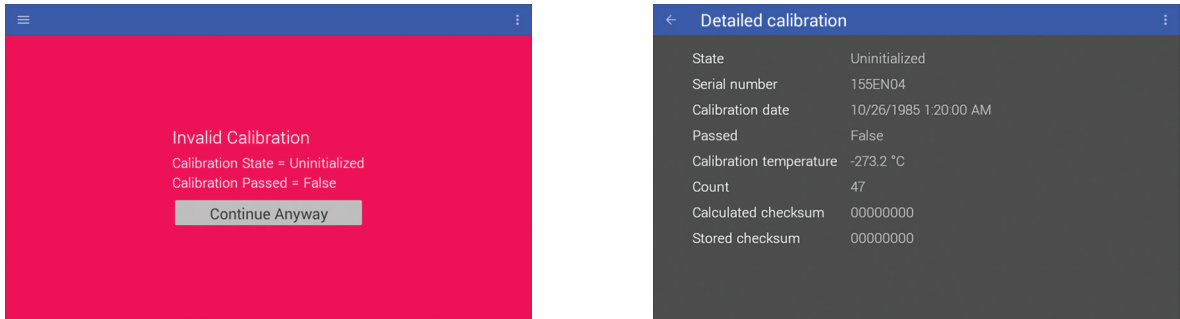 Invalid Calibration
Calibration State = Uninitialized
Calibration Passed = False
Continue Anyway
Detailed calibration
State Uninitialized
Serial number 155EN04
Calibration date 10/26/1985 1:20:00 AM
Passed False
Calibration temperature -273.2 °C
Count 47
Calculated checksum 00000000
Stored checksum 00000000